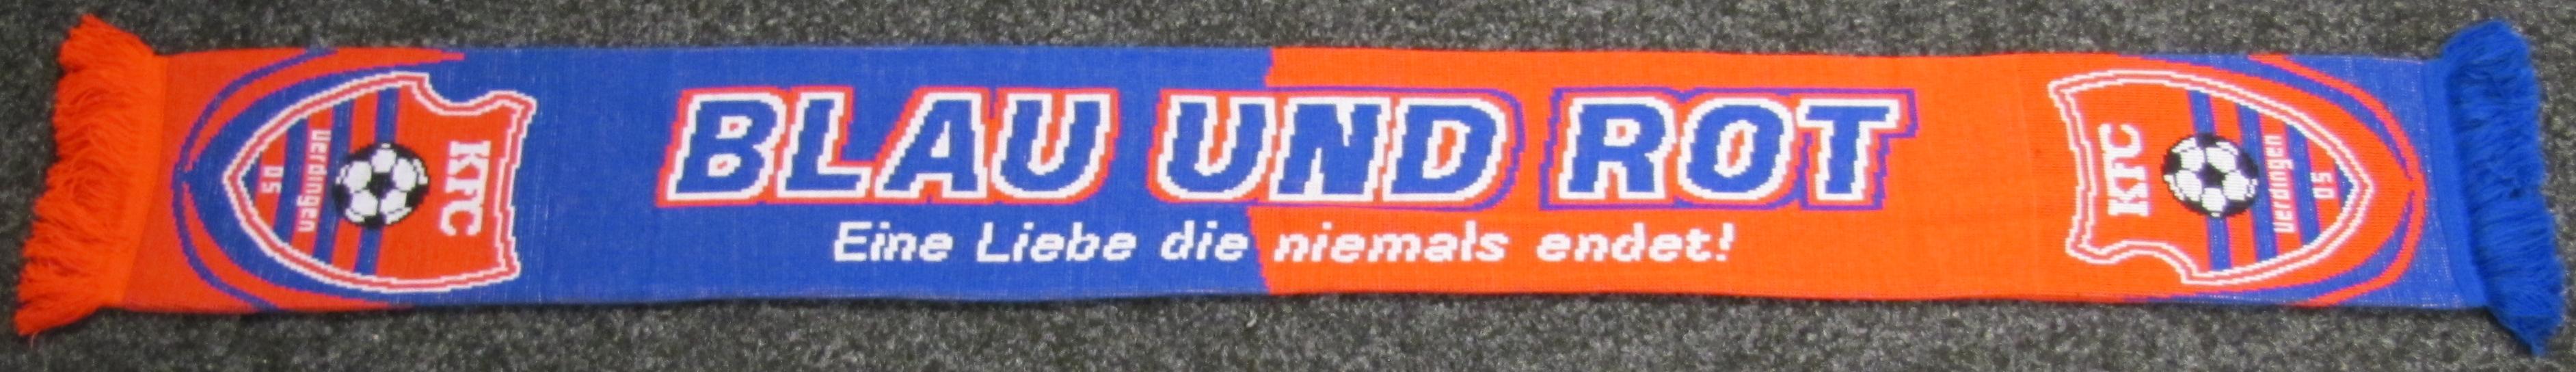 KFC
Uerdingen
05
BLAU UND ROT
Eine Liebe die niemals endet!
KFC
Uerdingen
05